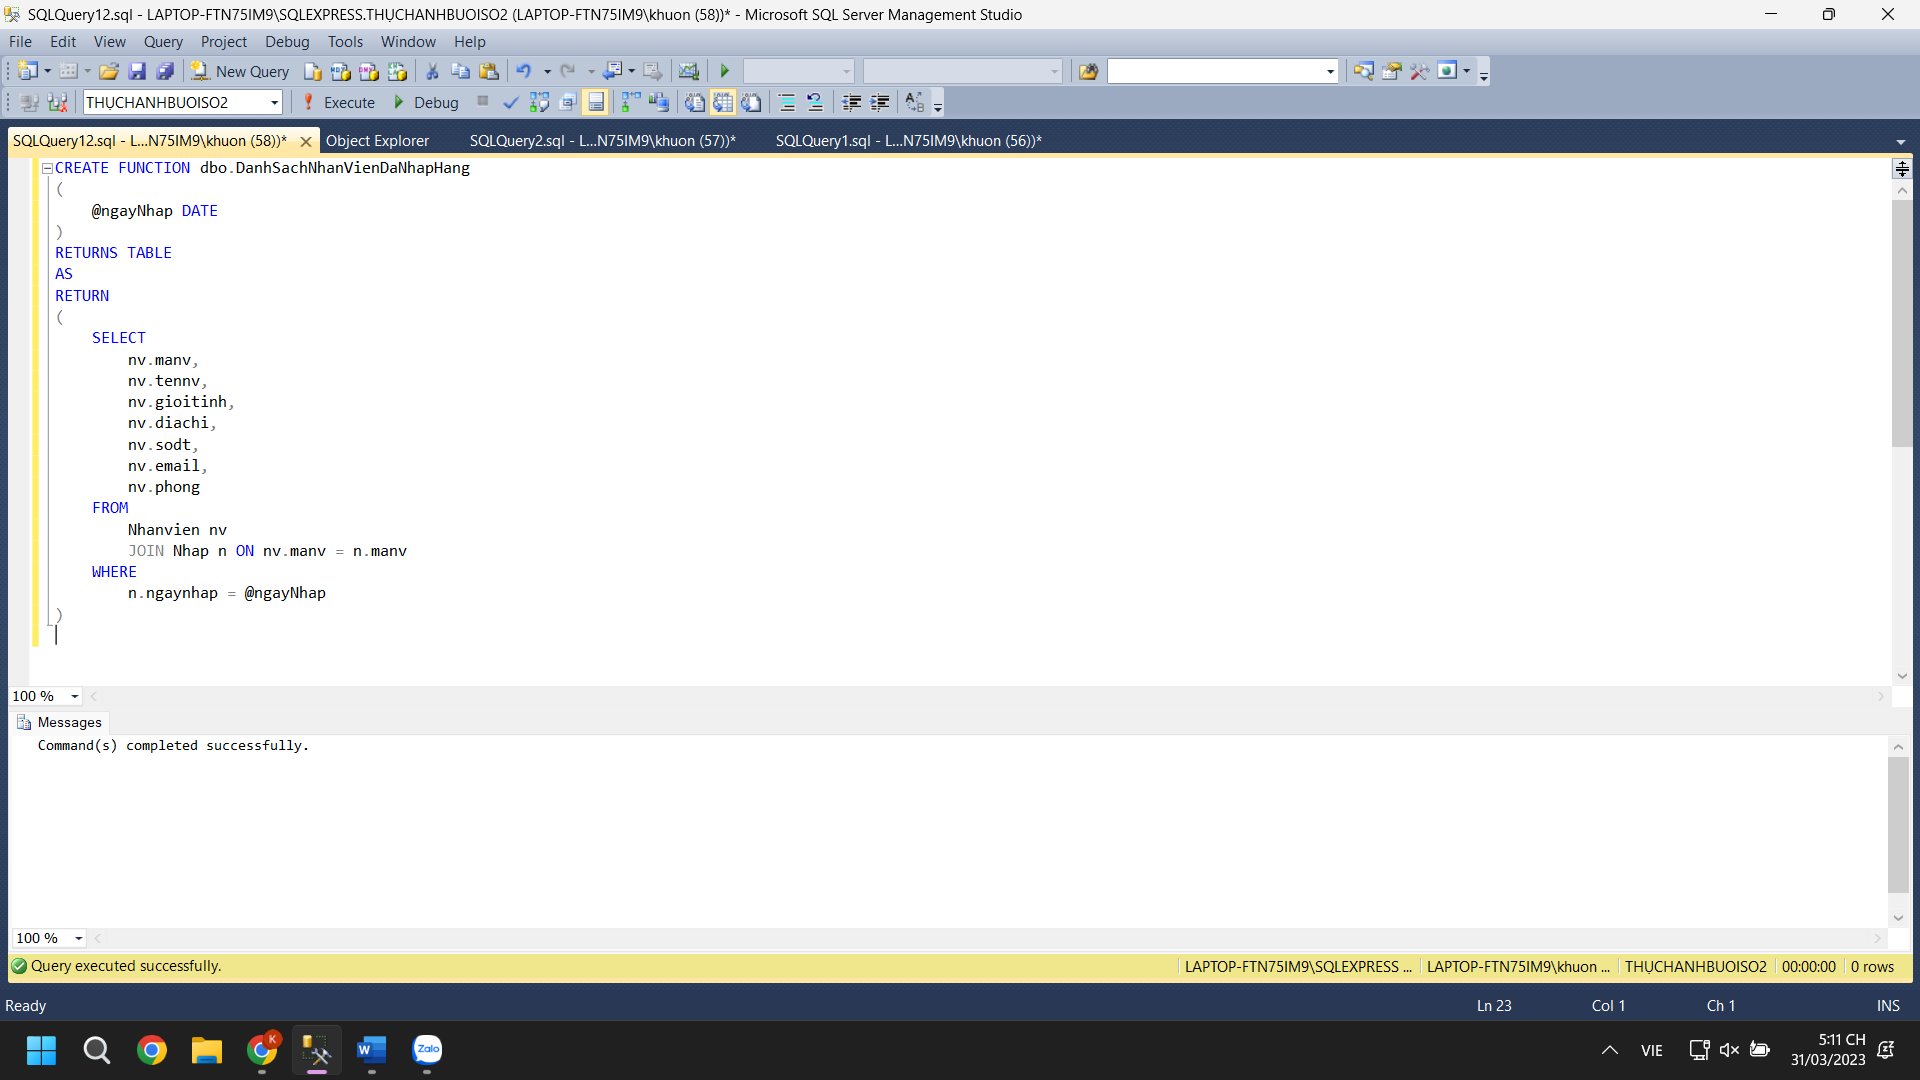 SQLQuery12.sql - LAPTOP-FTN75IM9\SQLEXPRESS.THỤCHANHBUOISO2 (LAPTOP-FTN75IM9\khuon (58))* - Microsoft SQL Server Management Studio
File Edit View Query Project Debug Tools Window Help
New Query
THỤCHANHBUOISO2 Execute Debug
SQLQuery12.sql - L...N75IM9\khuon (58))* Object Explorer SQLQuery2.sql - L...N75IM9\khuon (57))* SQLQuery1.sql - L...N75IM9\khuon (56))*
CREATE FUNCTION dbo.DanhSachNhanVienDaNhapHang
(
@ngayNhap DATE
)
RETURNS TABLE
AS
RETURN
(
SELECT
nv.manv,
nv.tennv,
nv.gioitinh,
nv.diachi,
nv.sodt,
nv.email,
nv.phong
FROM
Nhanvien nv
JOIN Nhap n ON nv.manv = n.manv
WHERE
n.ngaynhap = @ngayNhap
)
100 %
Messages
Command(s) completed successfully.
100 %
Query executed successfully. LAPTOP-FTN75IM9\SQLEXPRESS ... LAPTOP-FTN75IM9\khuon ... THỤCHANHBUOISO2 00:00:00 0 rows
Ready Ln 23 Col 1 Ch 1 INS
K W Zalo VIE 5:11 CH
31/03/2023